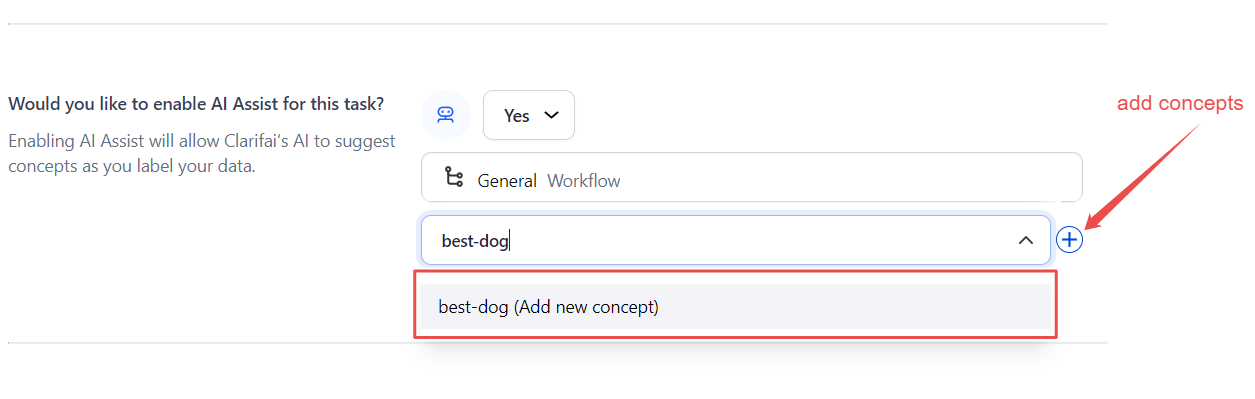 Would you like to enable AI Assist for this task?
Enabling AI Assist will allow Clarifai's AI to suggest
concepts as you label your data.
Yes
add concepts
General Workflow
best-dog
best-dog (Add new concept)